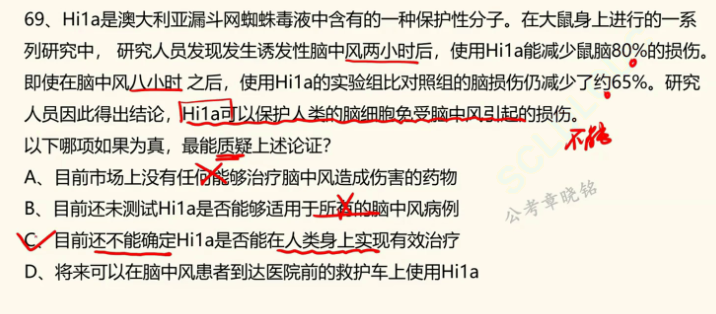 69、Hi1a是澳大利亚漏斗网蜘蛛毒液中含有的一种保护性分子。在大鼠身上进行的一系
列研究中， 研究人员发现发生诱发性脑中风两小时后，使用Hi1a能减少鼠脑80%的损伤。
即使在脑中风八小时 之后，使用Hi1a的实验组比对照组的脑损伤仍减少了约65%。研究
人员因此得出结论，Hi1a可以保护人类的脑细胞免受脑中风引起的损伤。
不能
以下哪项如果为真，最能质疑上述论证？
A、目前市场上没有任何能够治疗脑中风造成伤害的药物
B、目前还未测试Hi1a是否能够适用于所有的脑中风病例
C、目前还不能确定Hi1a是否能在人类身上实现有效治疗
D、将来可以在脑中风患者到达医院前的救护车上使用Hi1a
公考章晓铭